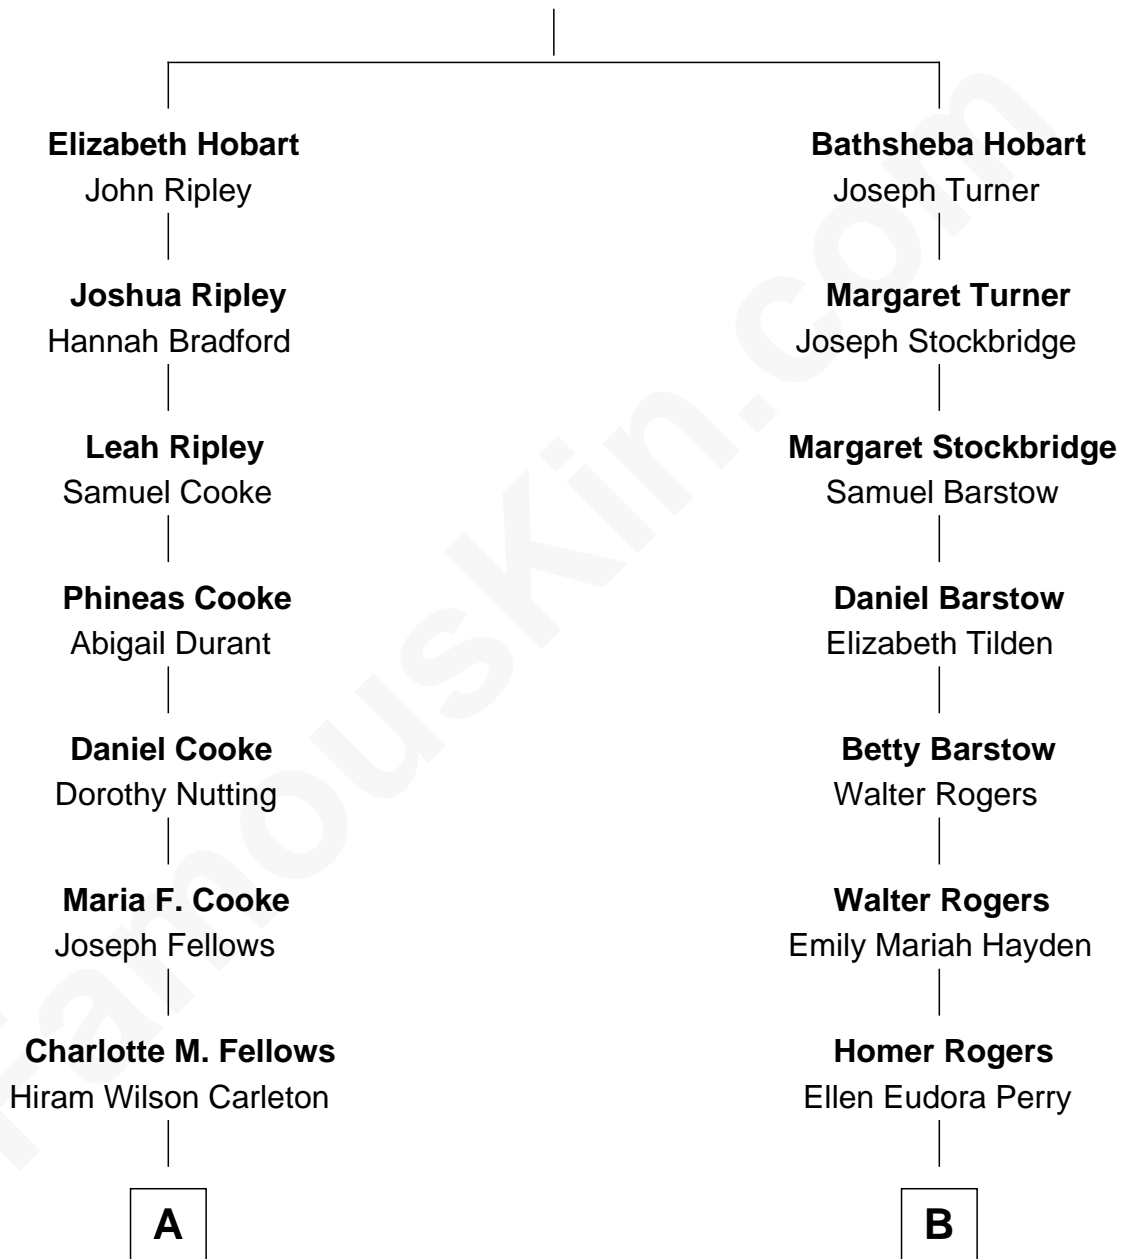 Elizabeth Hobart
John Ripley
Joshua Ripley
Hannah Bradford
Leah Ripley
Samuel Cooke
Phineas Cooke
Abigail Durant
Daniel Cooke
Dorothy Nutting
Maria F. Cooke
Joseph Fellows
Charlotte M. Fellows
Hiram Wilson Carleton
A
Bathsheba Hobart
Joseph Turner
Margaret Turner
Joseph Stockbridge
Margaret Stockbridge
Samuel Barstow
Daniel Barstow
Elizabeth Tilden
Betty Barstow
Walter Rogers
Walter Rogers
Emily Mariah Hayden
Homer Rogers
Ellen Eudora Perry
B
FamousKin.com